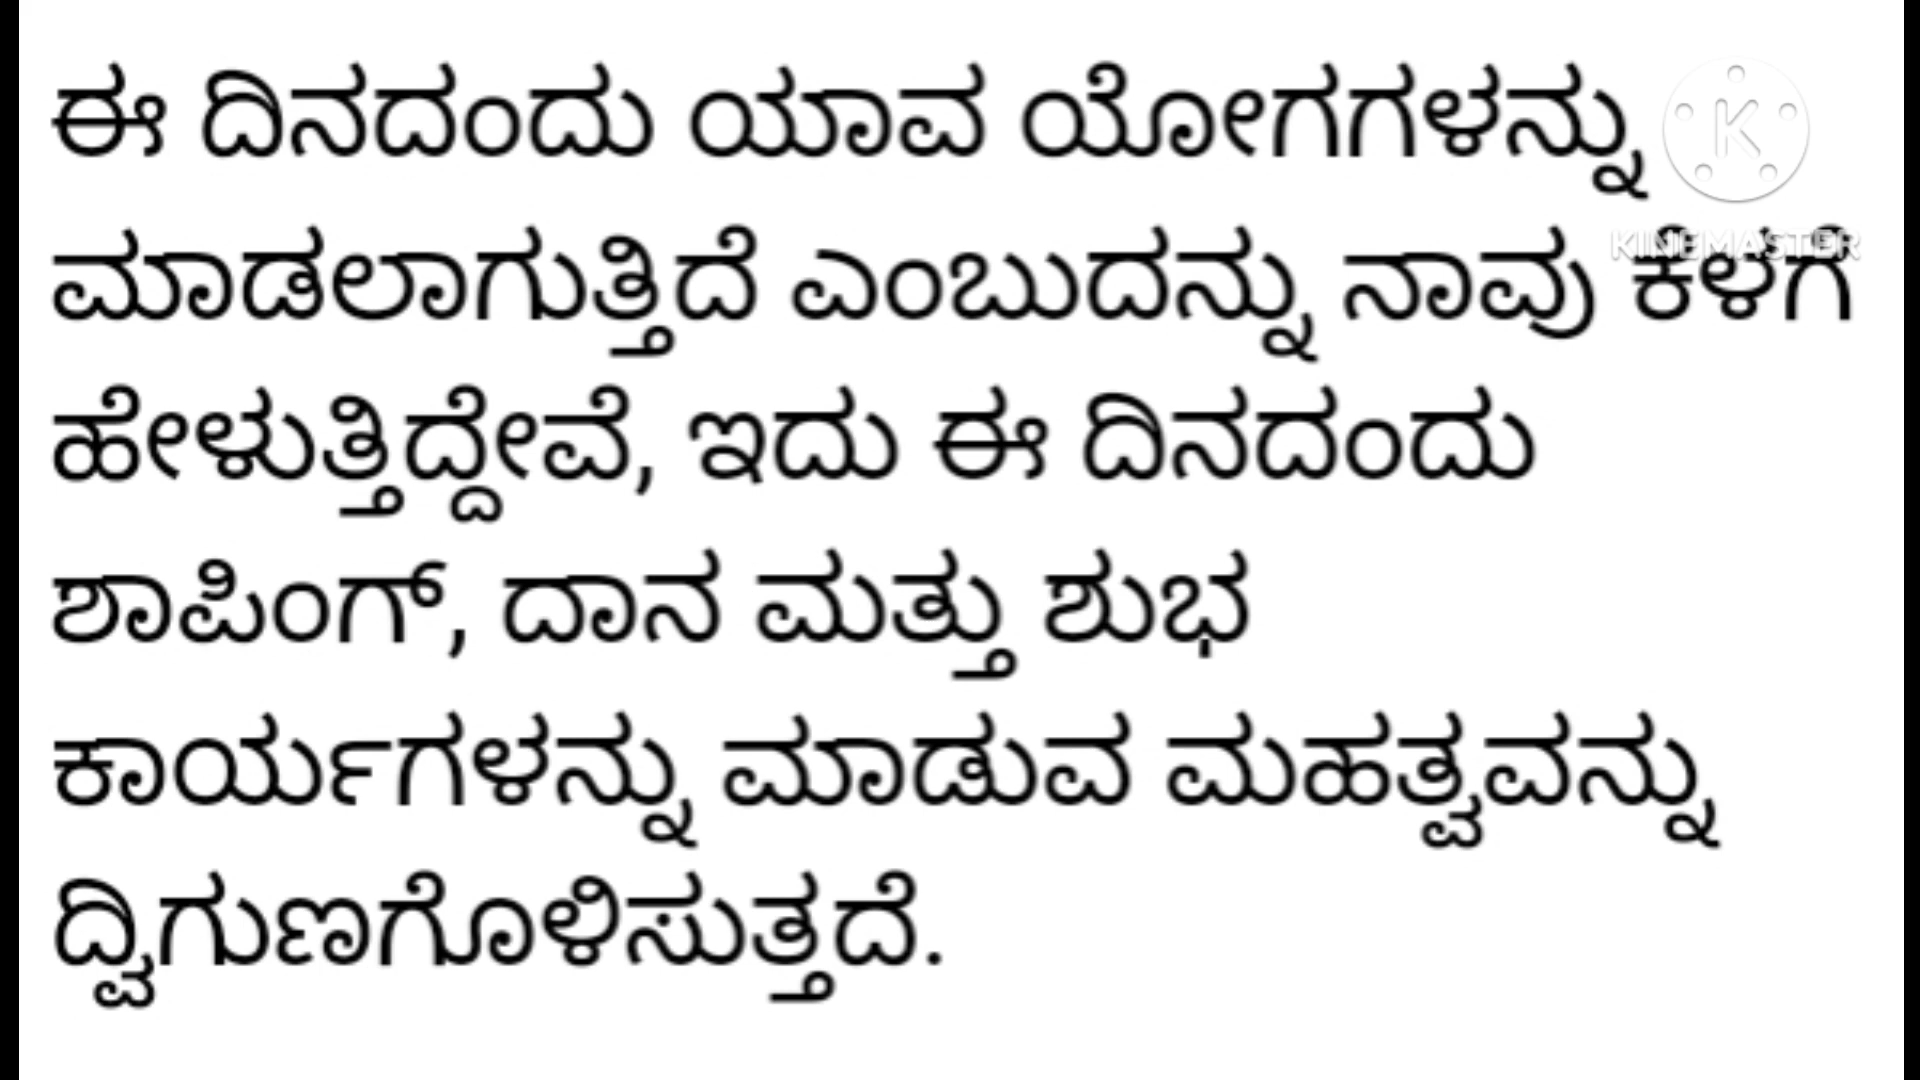 ಈ ದಿನದಂದು ಯಾವ ಯೋಗಗಳನ್ನು
ಮಾಡಲಾಗುತ್ತಿದೆ ಎಂಬುದನ್ನು ನಾವು ಕೆಳಗೆ
ಹೇಳುತ್ತಿದ್ದೇವೆ, ಇದು ಈ ದಿನದಂದು
ಶಾಪಿಂಗ್, ದಾನ ಮತ್ತು ಶುಭ
ಕಾರ್ಯಗಳನ್ನು ಮಾಡುವ ಮಹತ್ವವನ್ನು
ದ್ವಿಗುಣಗೊಳಿಸುತ್ತದೆ.
K
KINEMASTER